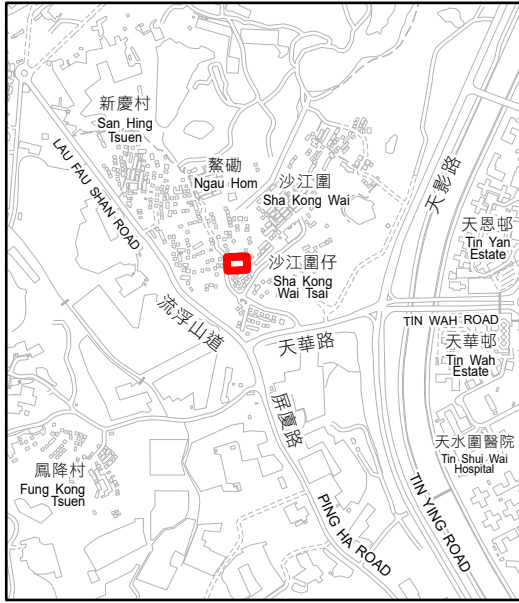 新慶村
San Hing
Tsuen
LAU FAU SHAN ROAD
鰲磡
Ngau Hom
沙江圍
Sha Kong Wai
天影路
天恩邨
Tin Yan
Estate
沙江圍仔
Sha Kong
Wai Tsai
流浮山道
天華路
TIN WAH ROAD
天華邨
Tin Wah
Estate
屏廈路
天水圍醫院
Tin Shui Wai
Hospital
鳳降村
Fung Kong
Tsuen
PING HA ROAD
TIN YING ROAD